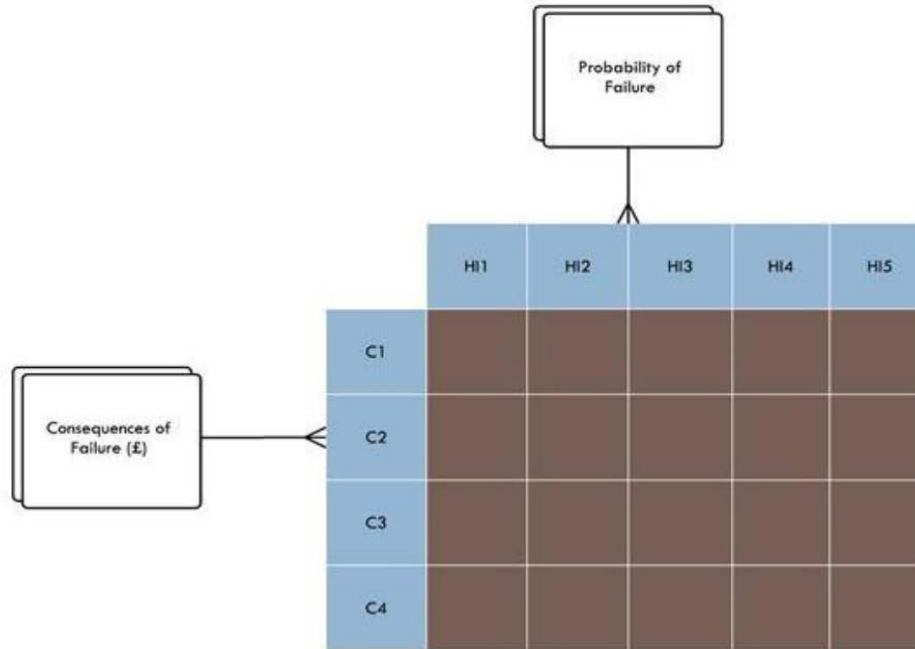 Probability of
Failure
HI1 HI2 HI3 HI4 HI5
C1
Consequences of
Failure (£)
C2
C3
C4